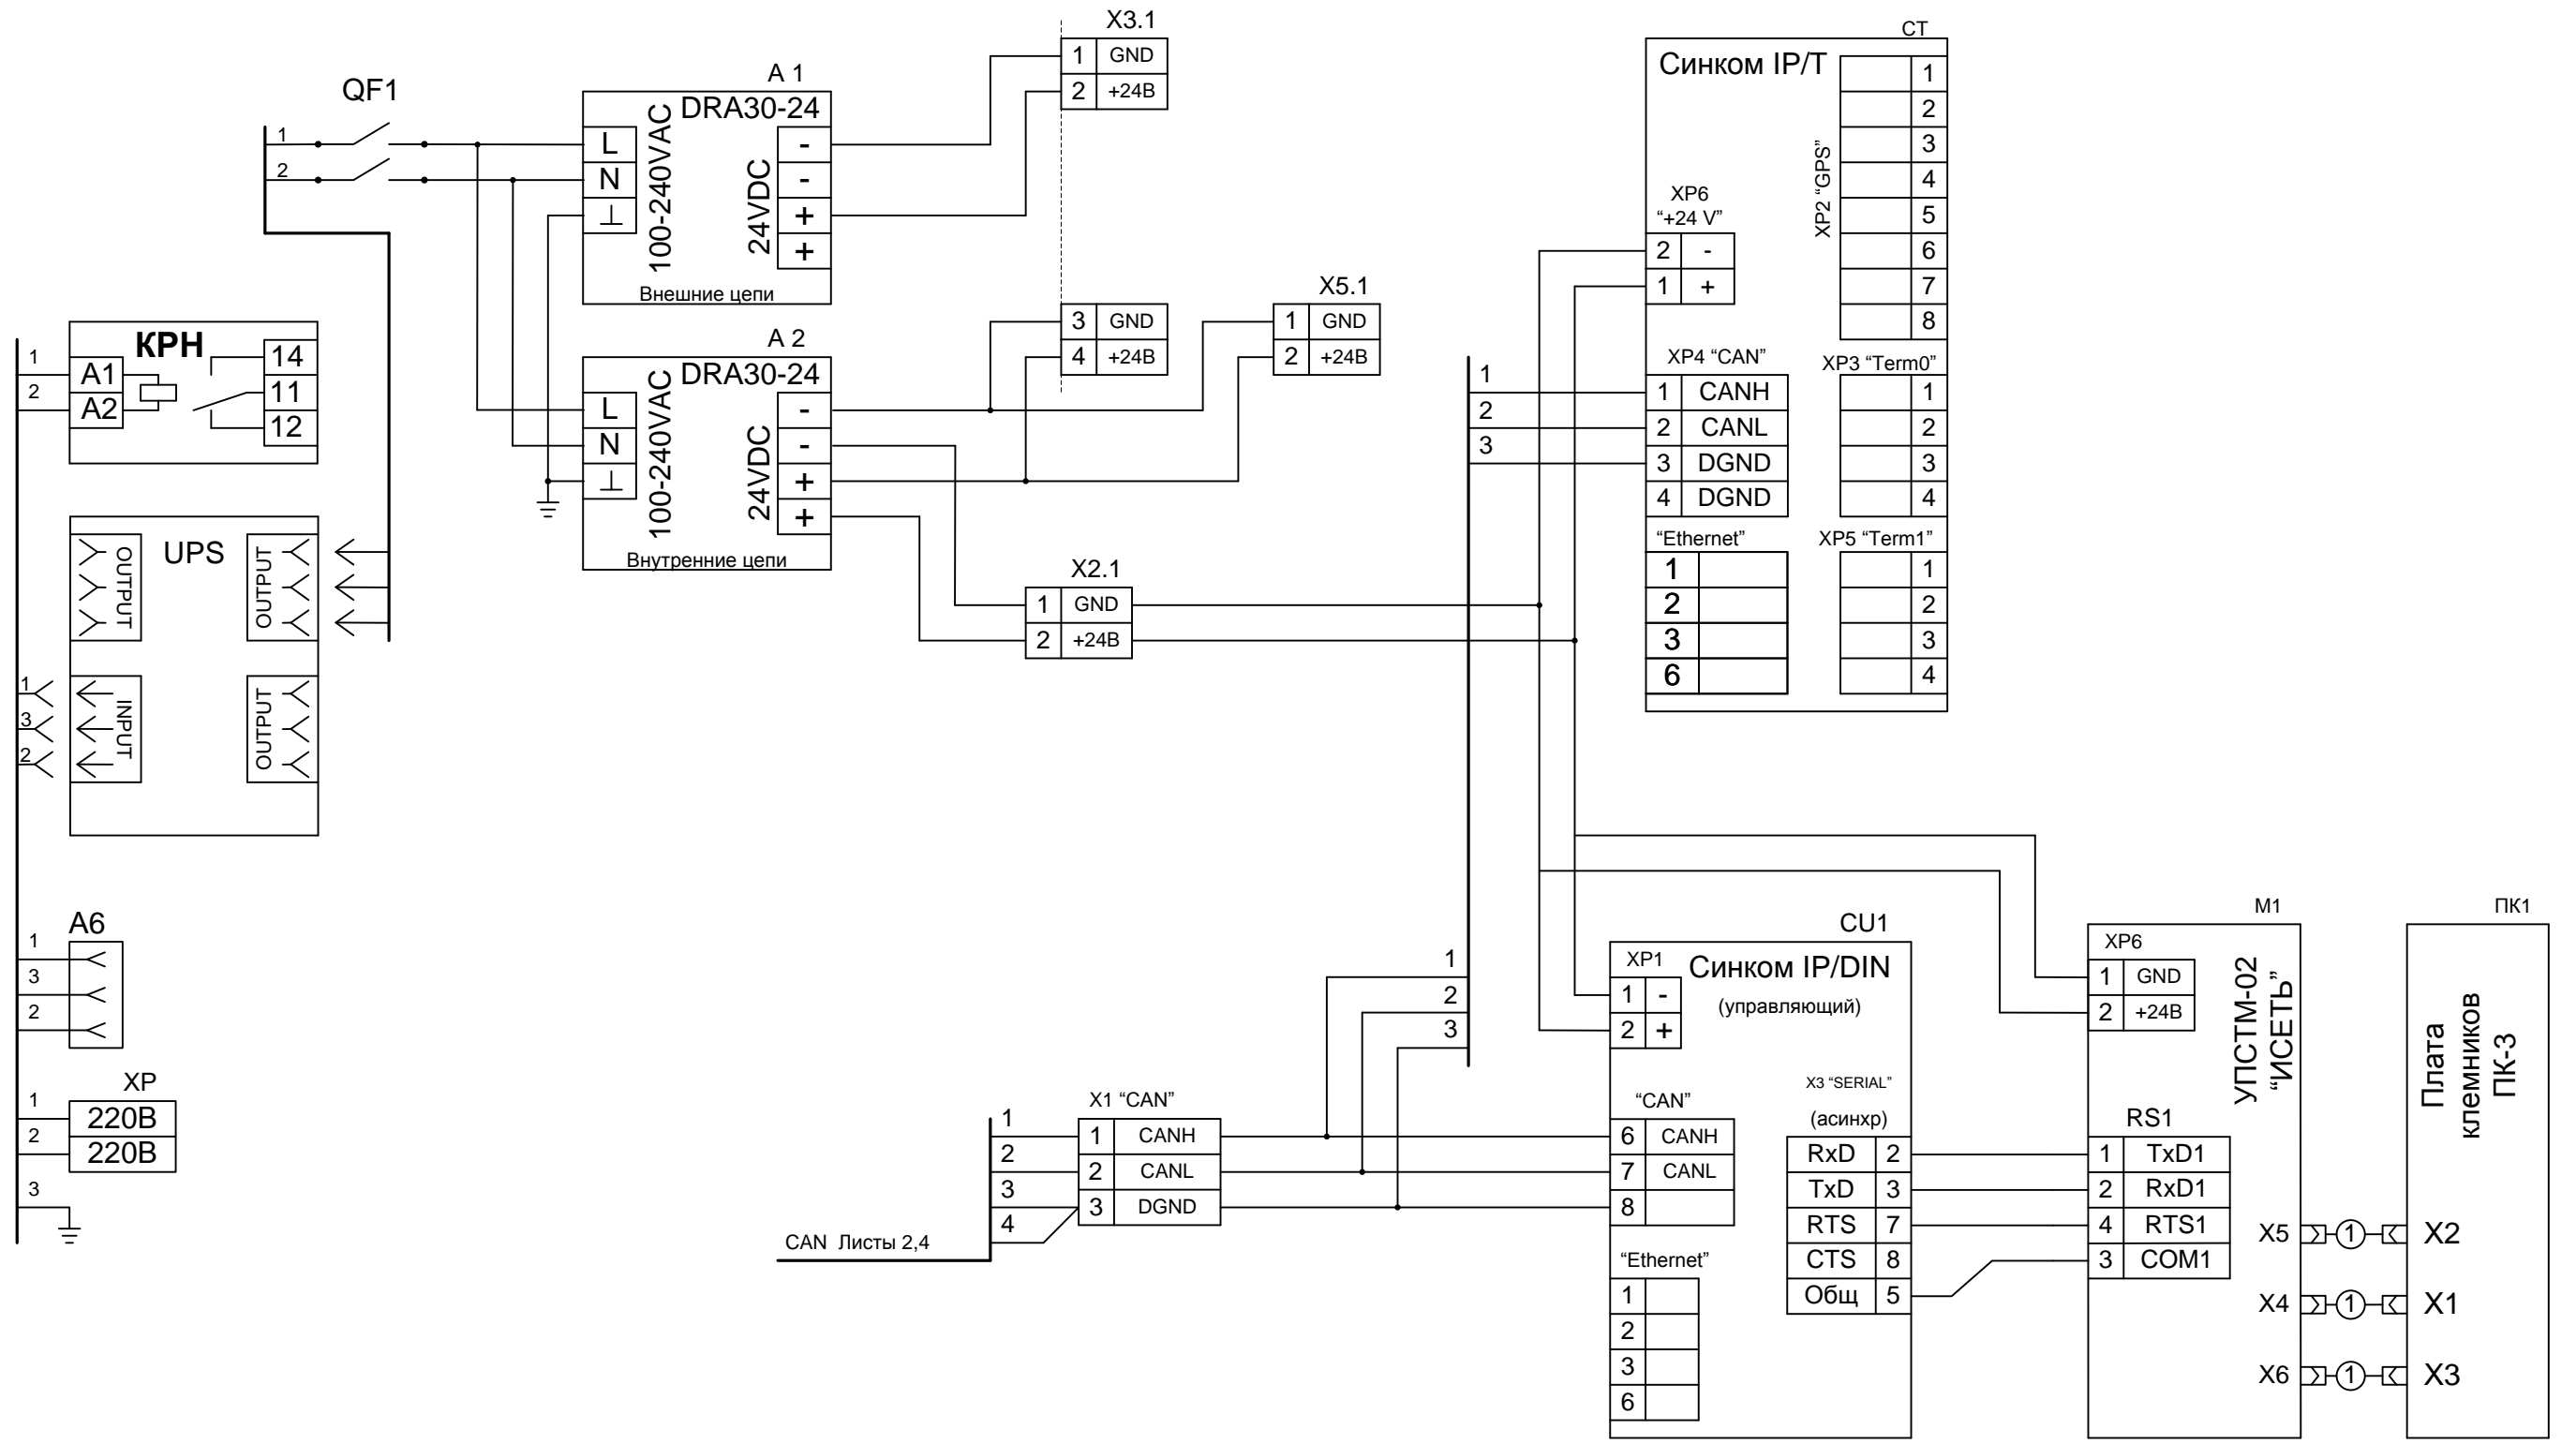 QF1
1
2
A 1
DRA30-24
L
N
100-240VAC
24VDC
-
-
+
+
Внешние цепи
A 2
DRA30-24
L
N
100-240VAC
24VDC
-
-
+
+
Внутренние цепи
X3.1
1 GND
2 +24В
3 GND
4 +24В
X5.1
1 GND
2 +24В
X2.1
1 GND
2 +24В
1
2
КРН
A1
A2
14
11
12
UPS
OUTPUT
OUTPUT
INPUT
OUTPUT
1
3
2
A6
1
3
2
XP
1 220В
2 220В
3
СТ
Синком IP/T
XP2 “GPS”
1
2
3
4
5
6
7
8
XP6
“+24 V”
2 -
1 +
XP4 “CAN”
1
2
3
1 CANH
2 CANL
3 DGND
4 DGND
XP3 “Term0”
1
2
3
4
“Ethernet”
1
2
3
6
XP5 “Term1”
1
2
3
4
1
2
3
X1 “CAN”
1
2
3
4
1 CANH
2 CANL
3 DGND
CAN Листы 2,4
CU1
Синком IP/DIN
(управляющий)
XP1
1 -
2 +
“CAN”
6 CANH
7 CANL
8
“Ethernet”
1
2
3
6
X3 “SERIAL”
(асинхр)
RxD 2
TxD 3
RTS 7
CTS 8
Общ 5
M1
XP6
1 GND
2 +24В
УПСТМ-02
“ИСЕТЬ”
RS1
1 TxD1
2 RxD1
4 RTS1
3 COM1
X5 1 X2
X4 1 X1
X6 1 X3
ПК1
Плата
клемников
ПК-3